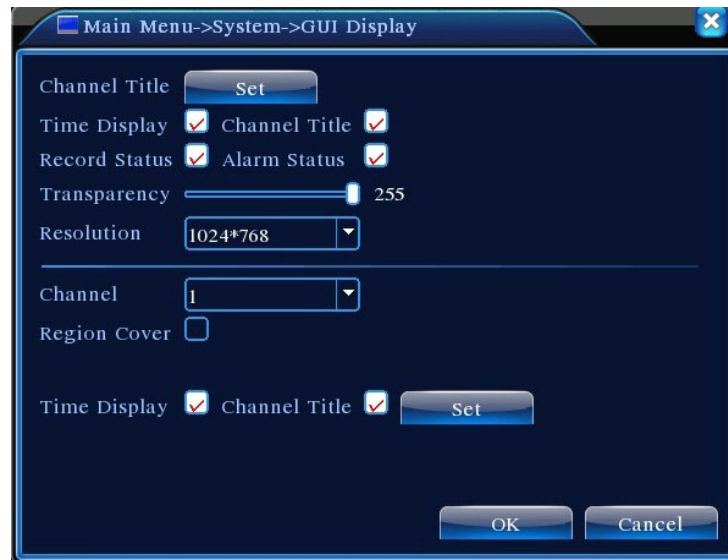 Main Menu->System->GUI Display
Channel Title Set
Time Display Channel Title
Record Status Alarm Status
Transparency 255
Resolution 1024*768
Channel 1
Region Cover
Time Display Channel Title Set
OK Cancel